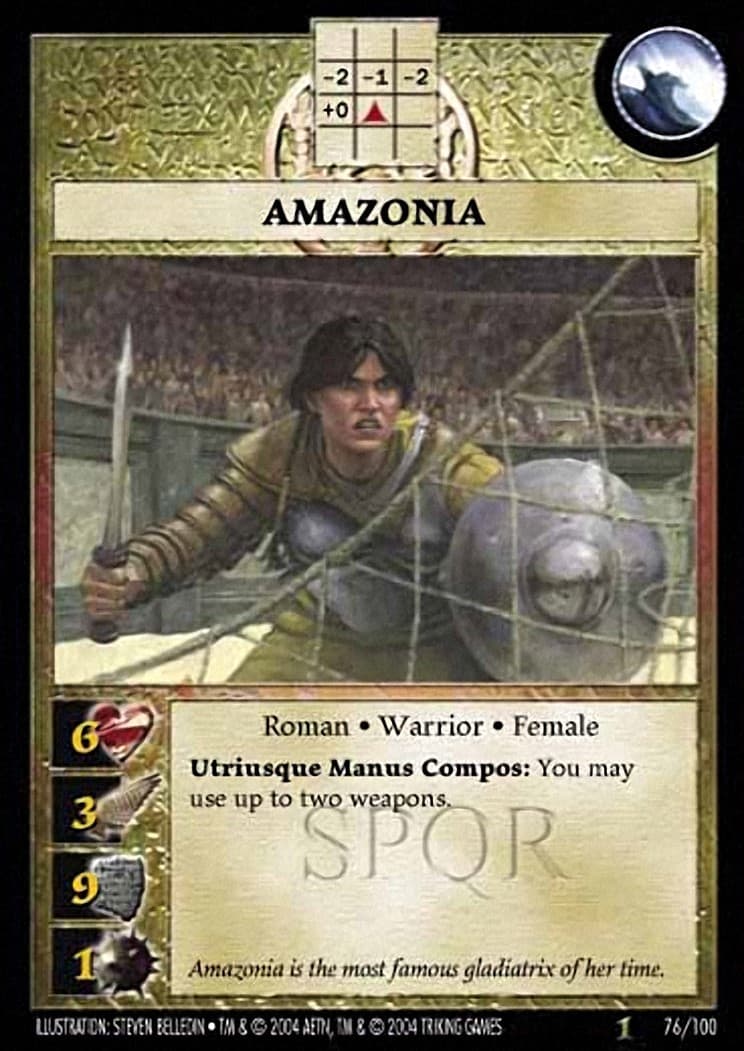 -2 -1 -2
+0
AMAZONIA
6
3
9
1
Roman • Warrior • Female
Utriusque Manus Compos: You may
use up to two weapons.
SPQR
Amazonia is the most famous gladiatrix of her time.
ILLUSTRATION: STEVEN BELLEDIN • TM & © 2004 AETN, TM & © 2004 TRIKING GAMES 1 76/100